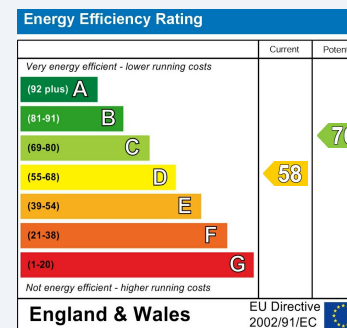 Energy Efficiency Rating
Current
Very energy efficient - lower running costs
(92 plus) A
(81-91) B
(69-80) C
(55-68) D
(39-54) E
(21-38) F
(1-20) G
58
Not energy efficient - higher running costs
England & Wales
EU Directive
2002/91/EC